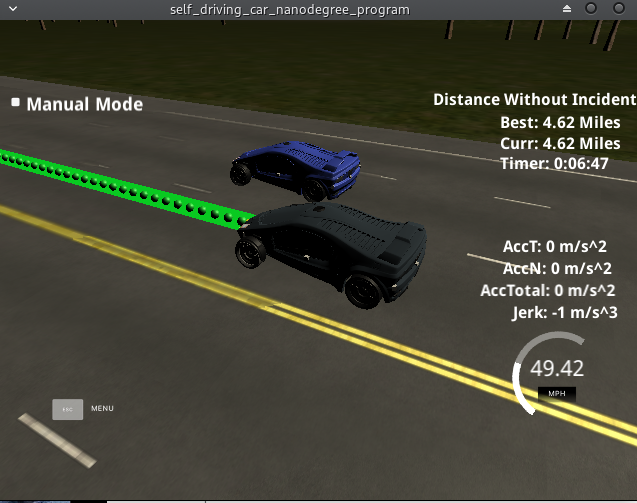 self_driving_car_nanodegree_program
Manual Mode
Distance Without Incident
Best: 4.62 Miles
Curr: 4.62 Miles
Timer: 0:06:47
AccT: 0 m/s^2
AccN: 0 m/s^2
AccTotal: 0 m/s^2
Jerk: -1 m/s^3
49.42
MPH
ESC MENU